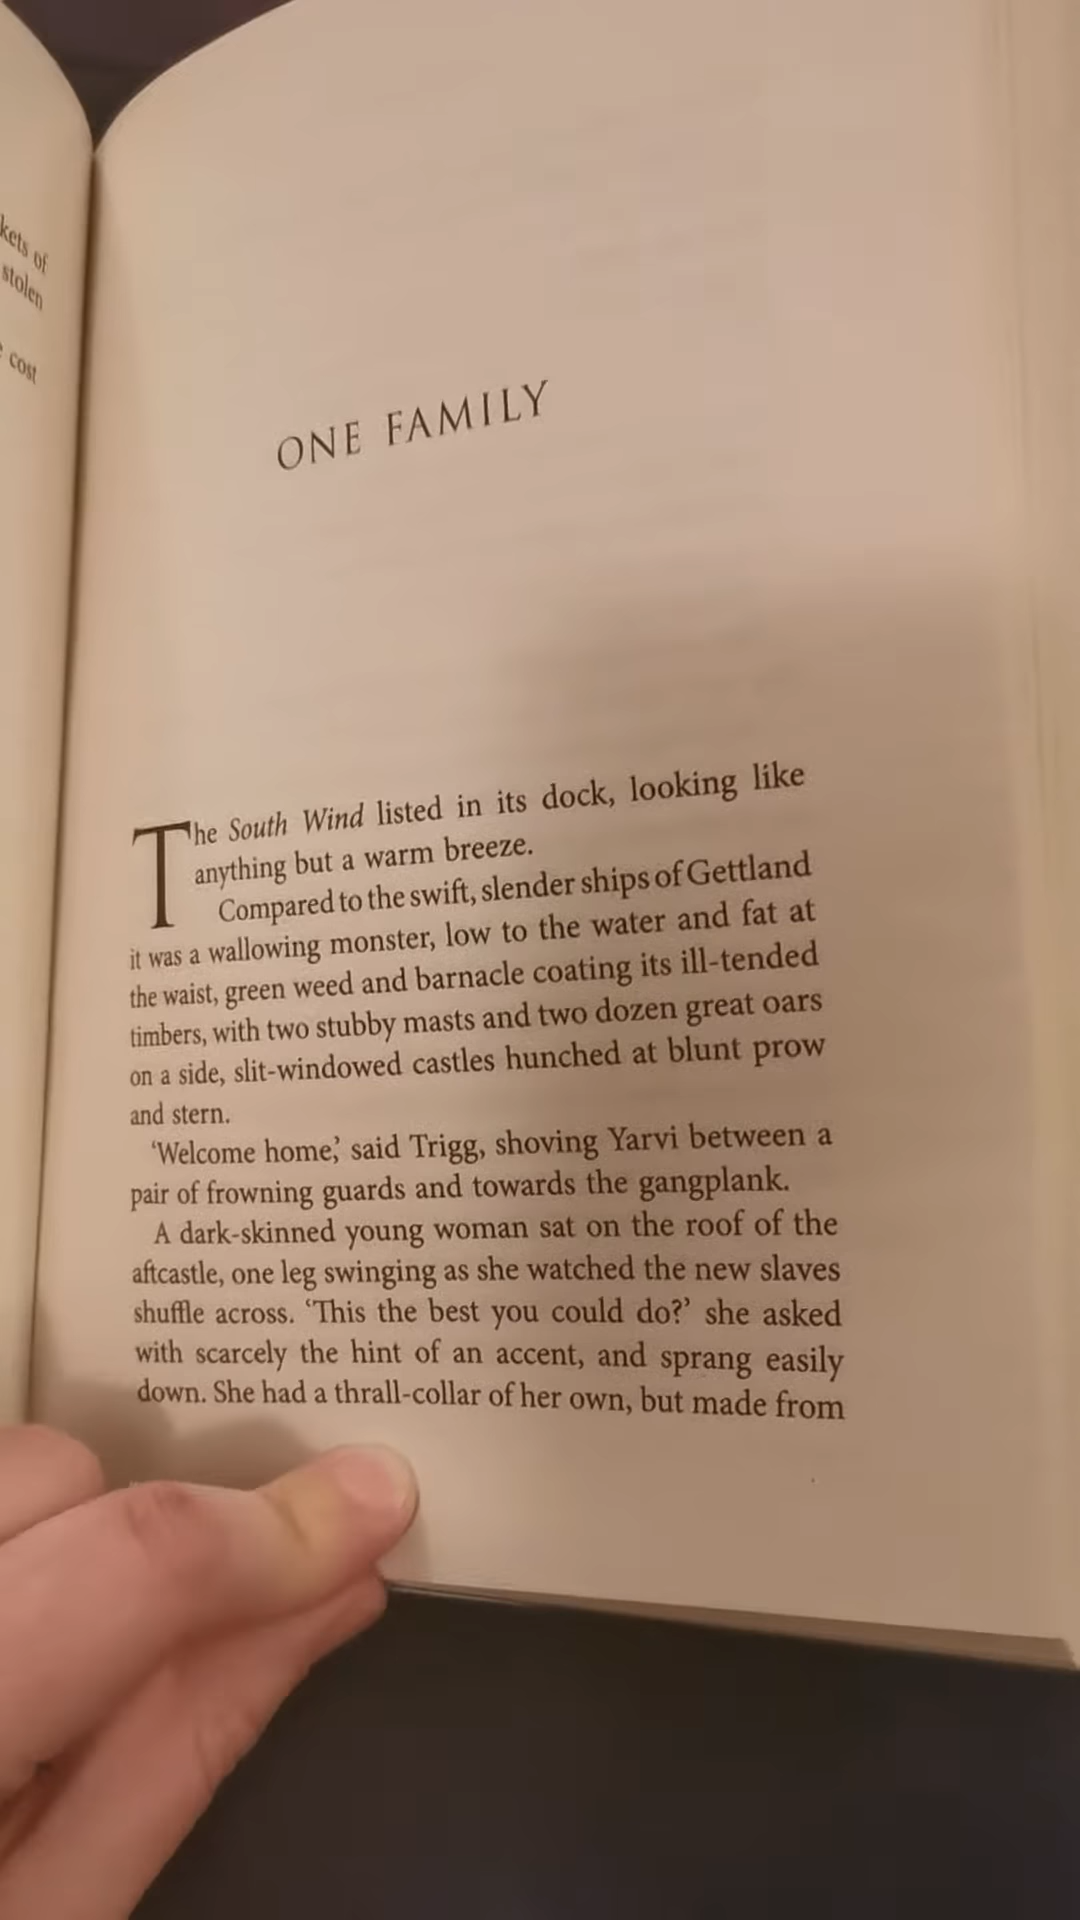 kets of
stolen
cost
ONE FAMILY
The South Wind listed in its dock, looking like
anything but a warm breeze.
Compared to the swift, slender ships of Gettland
it was a wallowing monster, low to the water and fat at
the waist, green weed and barnacle coating its ill-tended
timbers, with two stubby masts and two dozen great oars
on a side, slit-windowed castles hunched at blunt prow
and stern.
‘Welcome home,’ said Trigg, shoving Yarvi between a
pair of frowning guards and towards the gangplank.
A dark-skinned young woman sat on the roof of the
aftcastle, one leg swinging as she watched the new slaves
shuffle across. ‘This the best you could do?’ she asked
with scarcely the hint of an accent, and sprang easily
down. She had a thrall-collar of her own, but made from